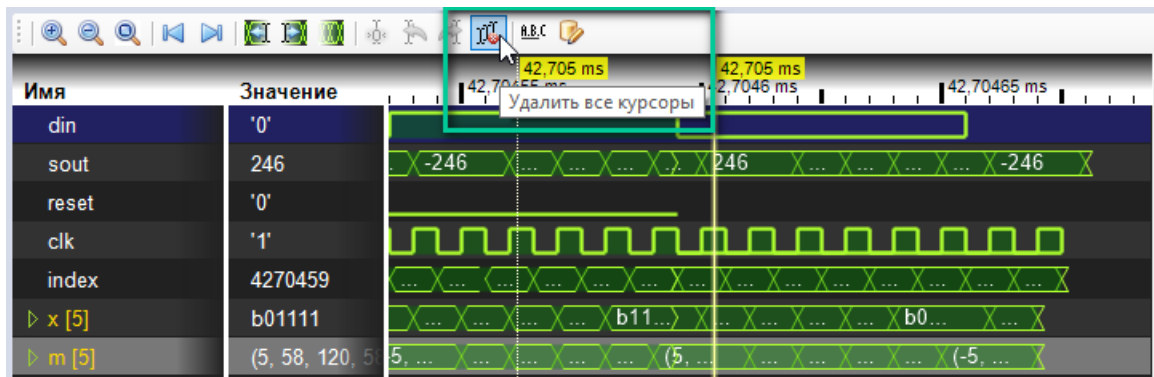 A.B.C
42,705 ms 42,705 ms
Имя Значение 42,7046 ms 42,70465 ms
Удалить все курсоры
din '0'
sout 246 -246 ... ... ... ... 246 ... ... ... -246
reset '0'
clk '1'
index 4270459 ... ... ... ... ... ... ... ... ... ... ... ... ...
x [5] b01111 ... ... ... ... b11... ... ... ... ... b0... ...
m [5] (5, 58, 120, 5, ... ... ... ... ... (5, ... ... ... ... ... (-5, ...